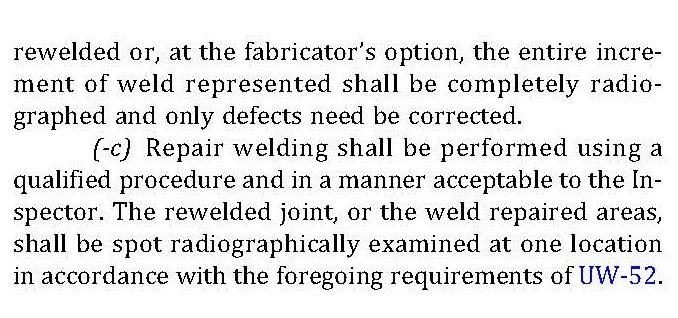 rewelded or, at the fabricator’s option, the entire incre-
ment of weld represented shall be completely radio-
graphed and only defects need be corrected.
(-c) Repair welding shall be performed using a
qualified procedure and in a manner acceptable to the In-
spector. The rewelded joint, or the weld repaired areas,
shall be spot radiographically examined at one location
in accordance with the foregoing requirements of UW-52.